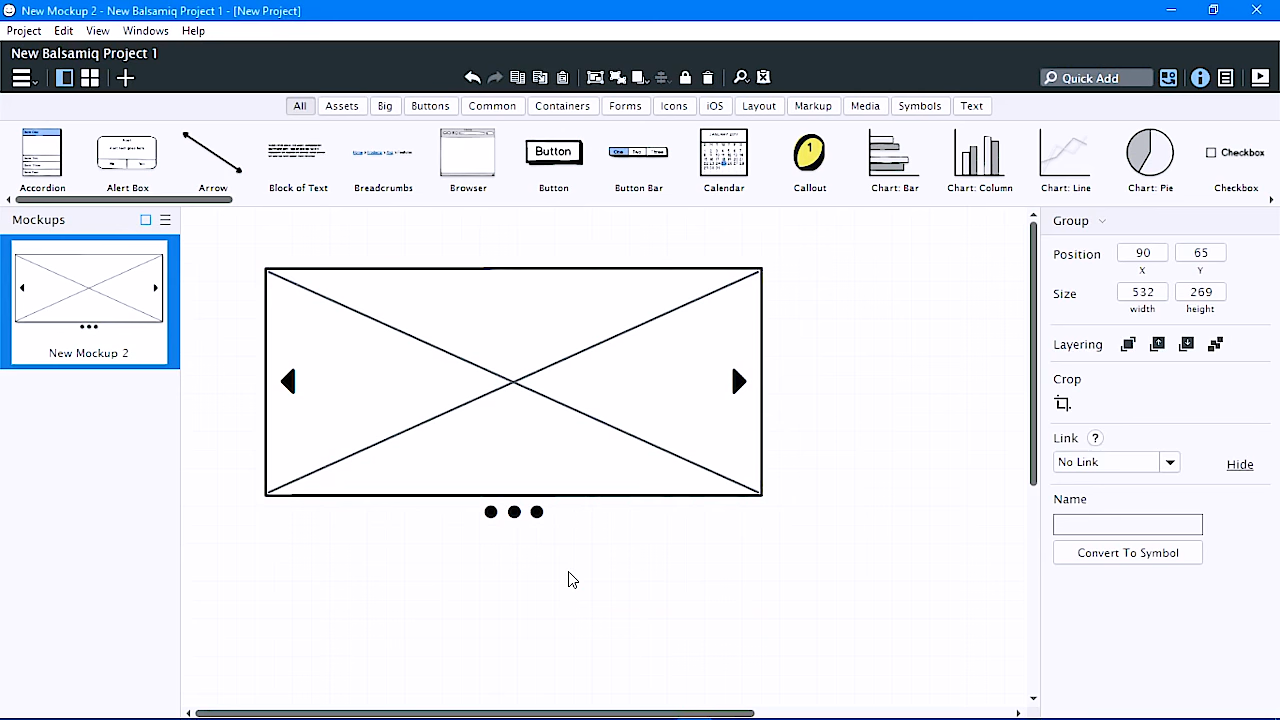 New Mockup 2 - New Balsamiq Project 1 - [New Project]
Project Edit View Windows Help
New Balsamiq Project 1
Quick Add
All Assets Big Buttons Common Containers Forms Icons iOS Layout Markup Media Symbols Text
Button
One Two
1
Checkbox
Accordion Alert Box Arrow Block of Text Breadcrumbs Browser Button Button Bar Calendar Callout Chart: Bar Chart: Column Chart: Line Chart: Pie Checkbox
Mockups
New Mockup 2
Group
Position 90 65
X Y
Size 532 269
width height
Layering
Crop
Link ?
No Link
Hide
Name
Convert To Symbol